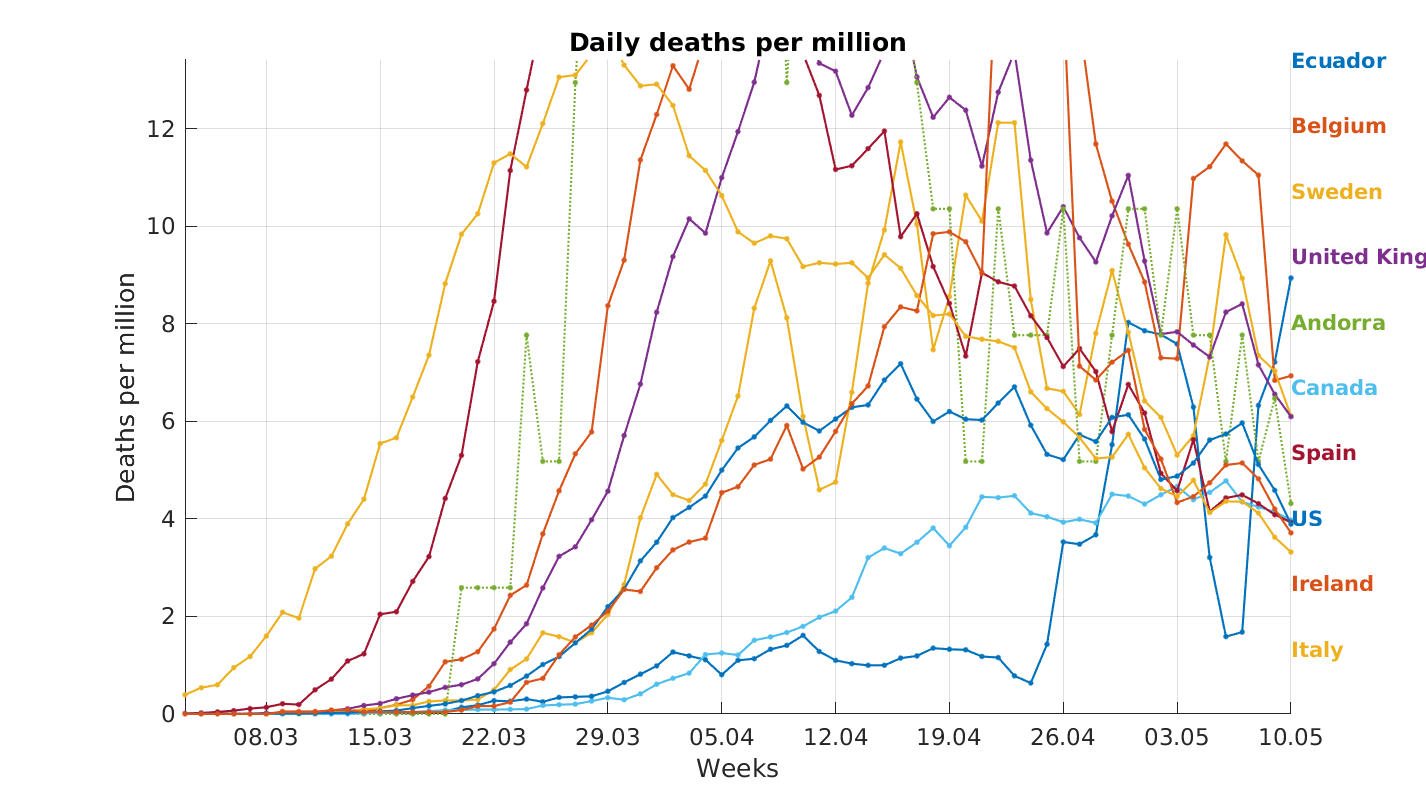 Daily deaths per million
Deaths per million
12
10
8
6
4
2
0
08.03 15.03 22.03 29.03 05.04 12.04 19.04 26.04 03.05 10.05
Weeks
Ecuador
Belgium
Sweden
United King
Andorra
Canada
Spain
US
Ireland
Italy